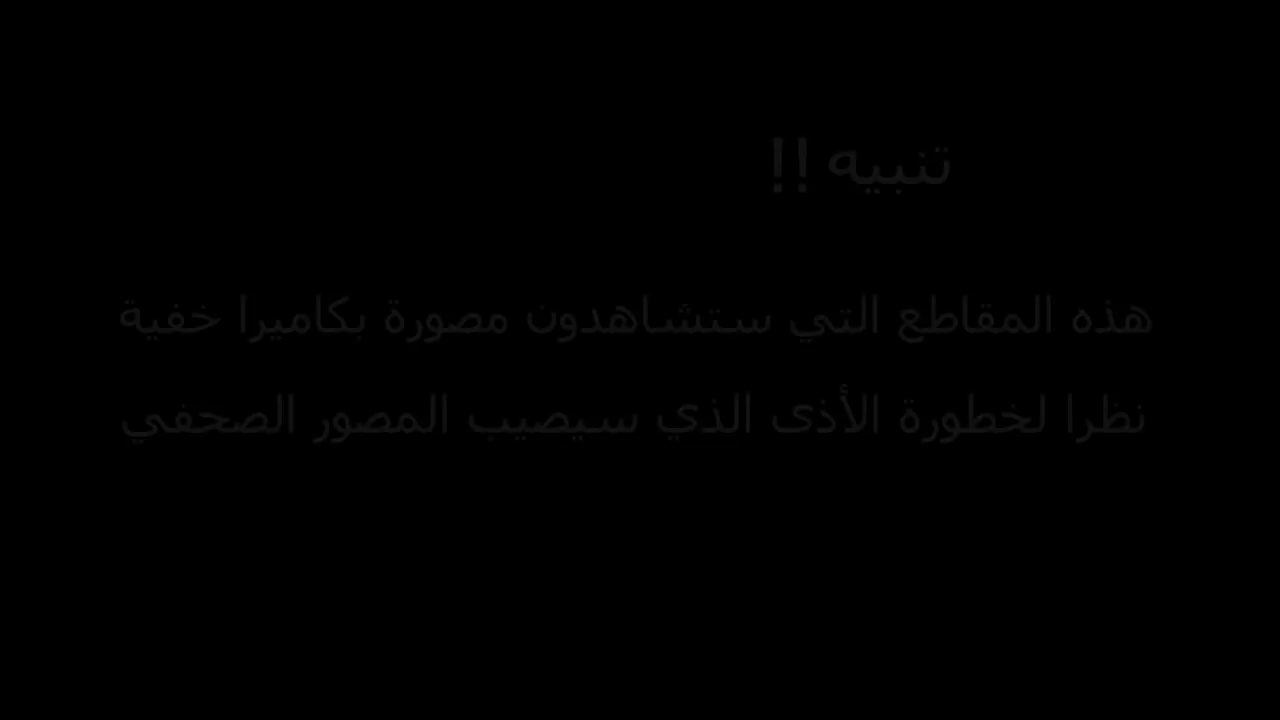 تنبيه !!
هذه المقاطع التي ستشاهدون مصورة بكاميرا خفية
نظرا لخطورة الأذى الذي سيصيب المصور الصحفي